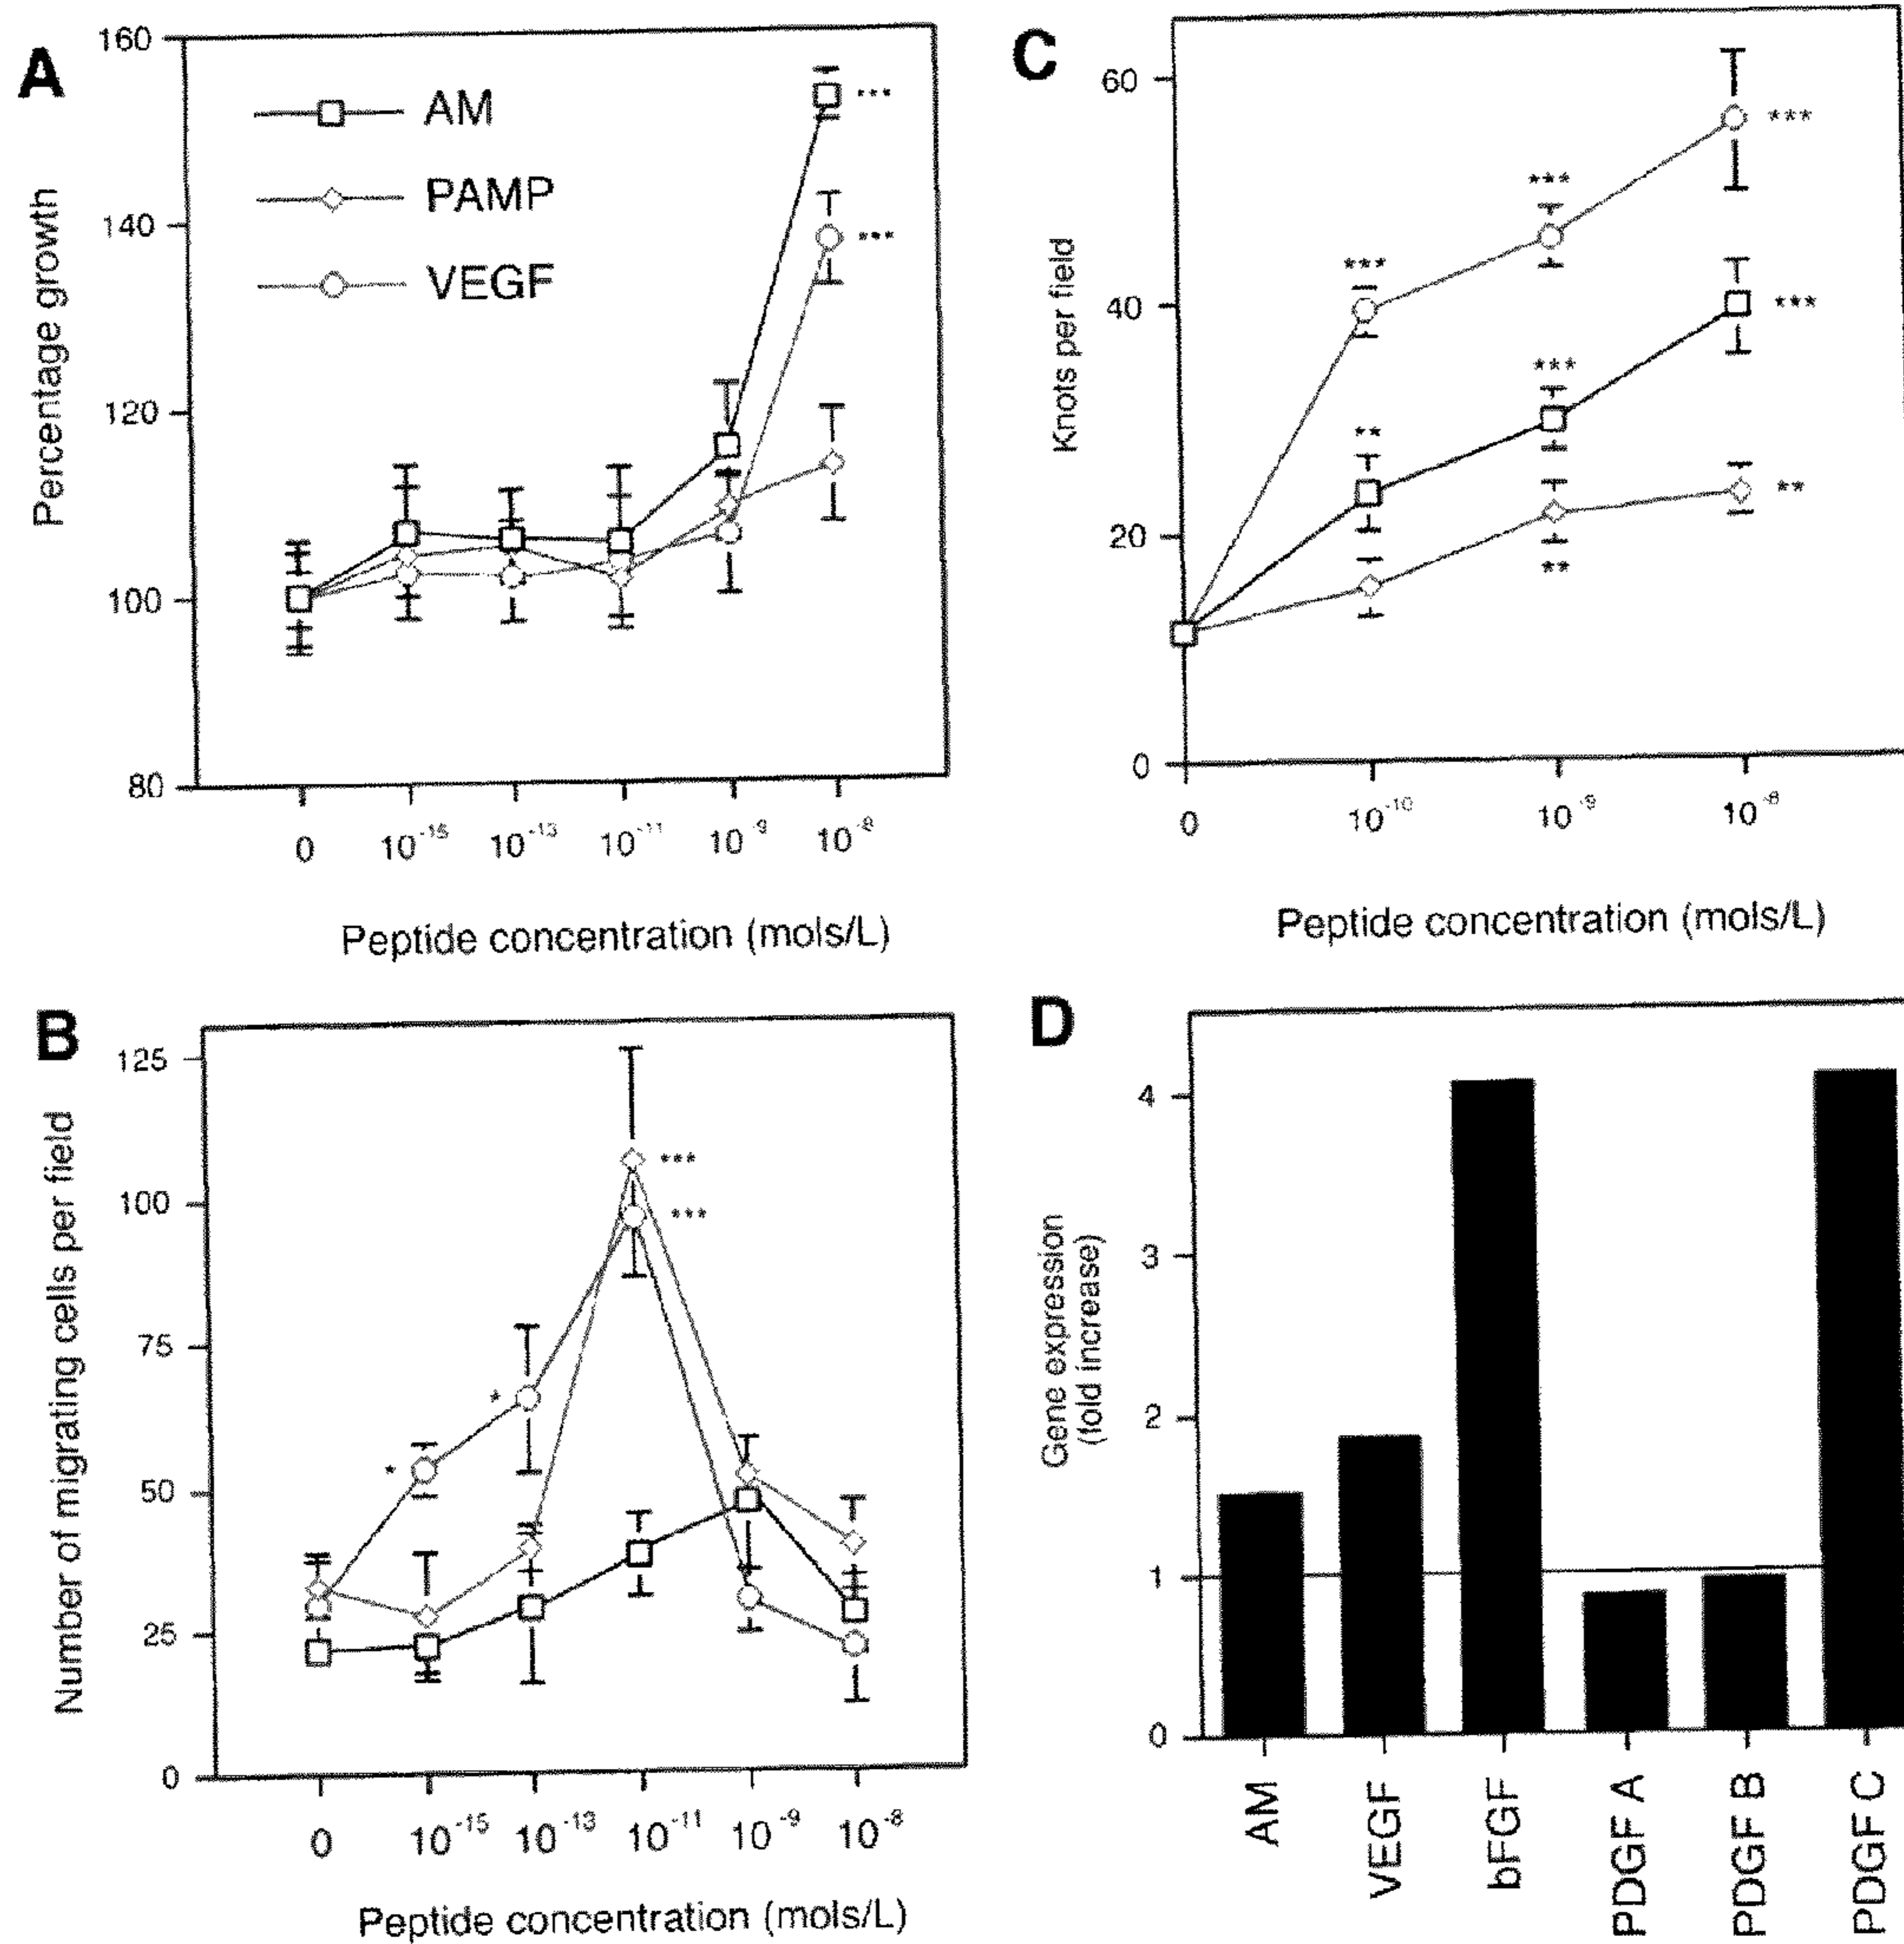 A
160
140
120
100
80
Percentage growth
AM
PAMP
VEGF
***
***
0 10-15 10-13 10-11 10-9 10-8
Peptide concentration (mols/L)
C
60
40
20
0
Knots per field
***
***
***
**
***
***
**
**
0 10-10 10-9 10-8
Peptide concentration (mols/L)
B
125
100
75
50
25
0
Number of migrating cells per field
***
***
*
*
0 10-15 10-13 10-11 10-9 10-8
Peptide concentration (mols/L)
D
4
3
2
1
0
Gene expression
(fold increase)
AM
VEGF
bFGF
PDGF A
PDGF B
PDGF C